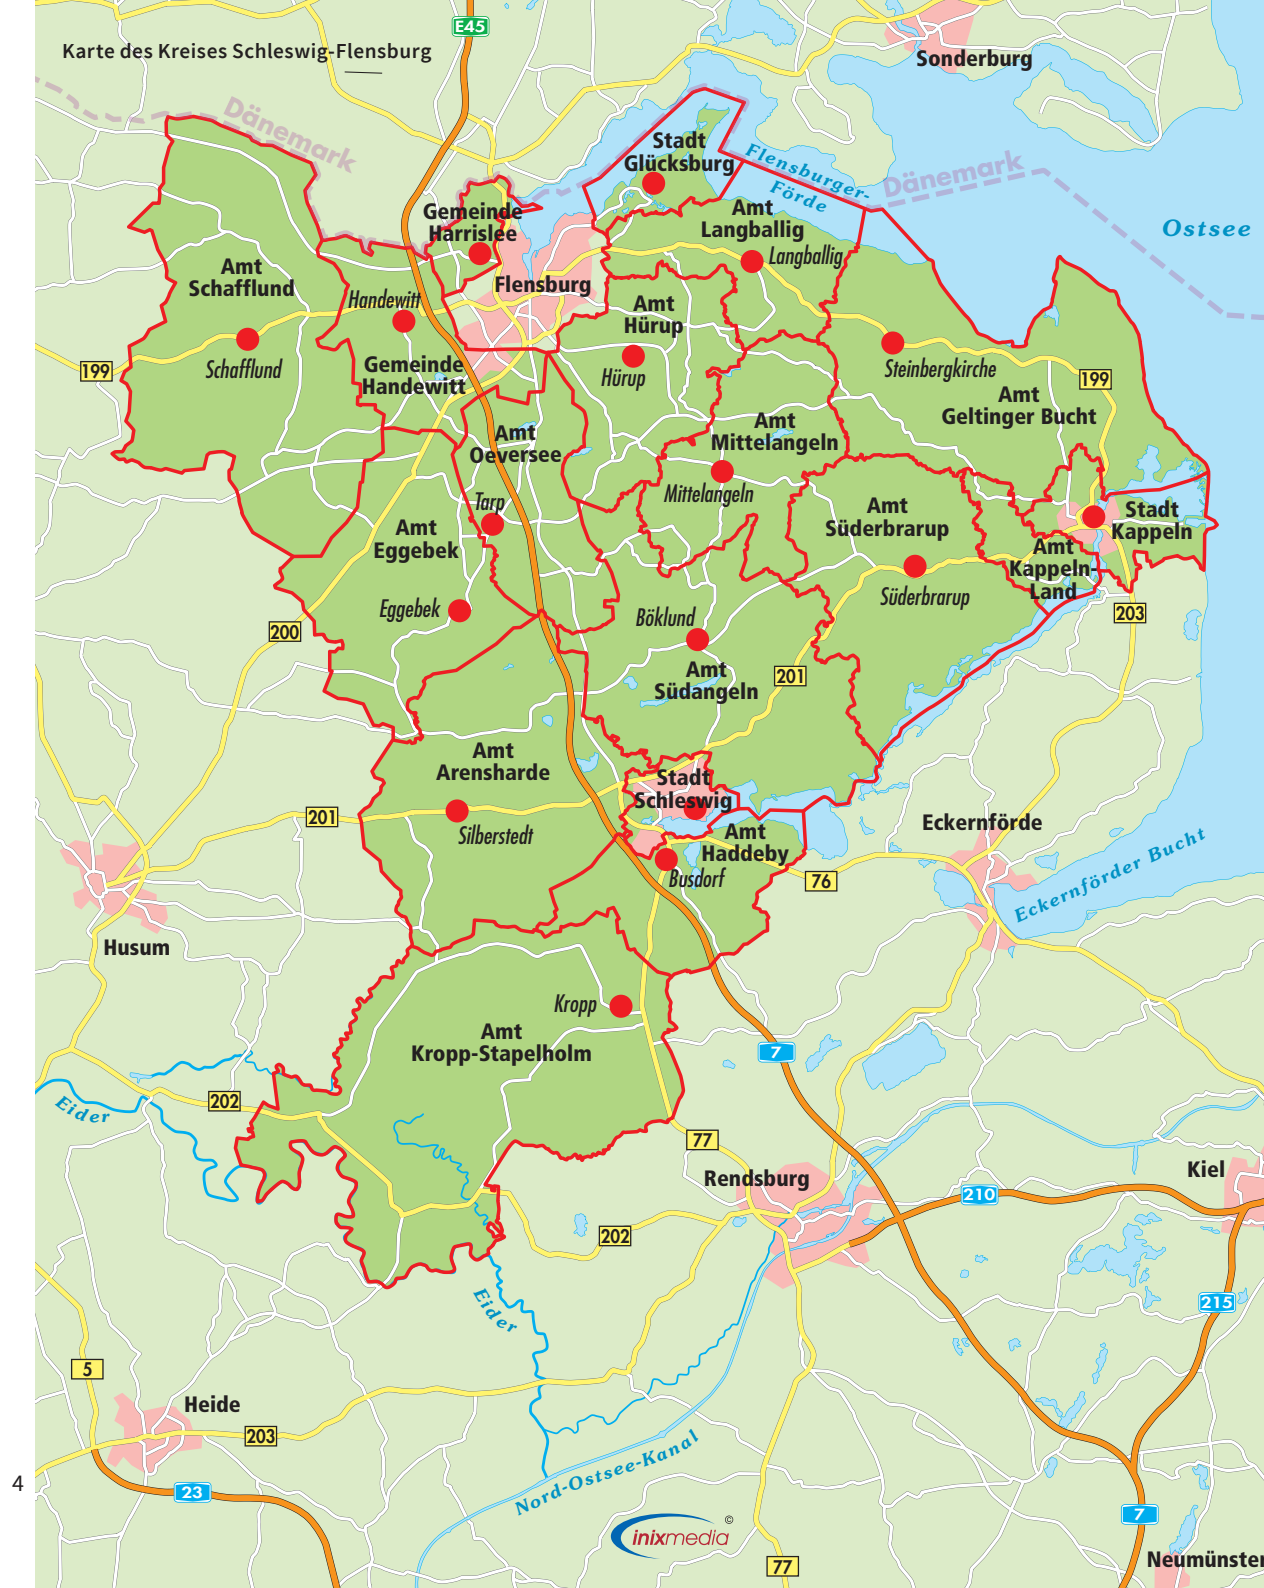 Karte des Kreises Schleswig-Flensburg
E45
Sonderburg
Dänemark
Stadt
Glücksburg
Flensburger-
Förde
Dänemark
Ostsee
Gemeinde
Harrislee
Amt
Langballig
Langballig
Amt
Schafflund
Flensburg
Handewitt
Amt
Hürup
Schafflund
Gemeinde
Handewitt
Hürup
Steinbergkirche
199
199
Amt
Geltinger Bucht
Amt
Mittelangeln
Amt
Oeversee
Mittelangeln
Tarp
Amt
Süderbrarup
Stadt
Kappeln
Amt
Eggebek
Amt
Kappeln-
Land
Süderbrarup
Eggebek
Böklund
203
200
Amt
Südangeln
201
Amt
Arensharde
Stadt
Schleswig
201
Silberstedt
Amt
Haddeby
Eckernförde
Busdorf
76
Eckernförder Bucht
Husum
Kropp
Amt
Kropp-Stapelholm
7
Eider
202
77
Rendsburg
Kiel
210
202
Eider
215
5
Heide
203
Nord-Ostsee-Kanal
4
23
7
inixmedia
©
77
Neumünster